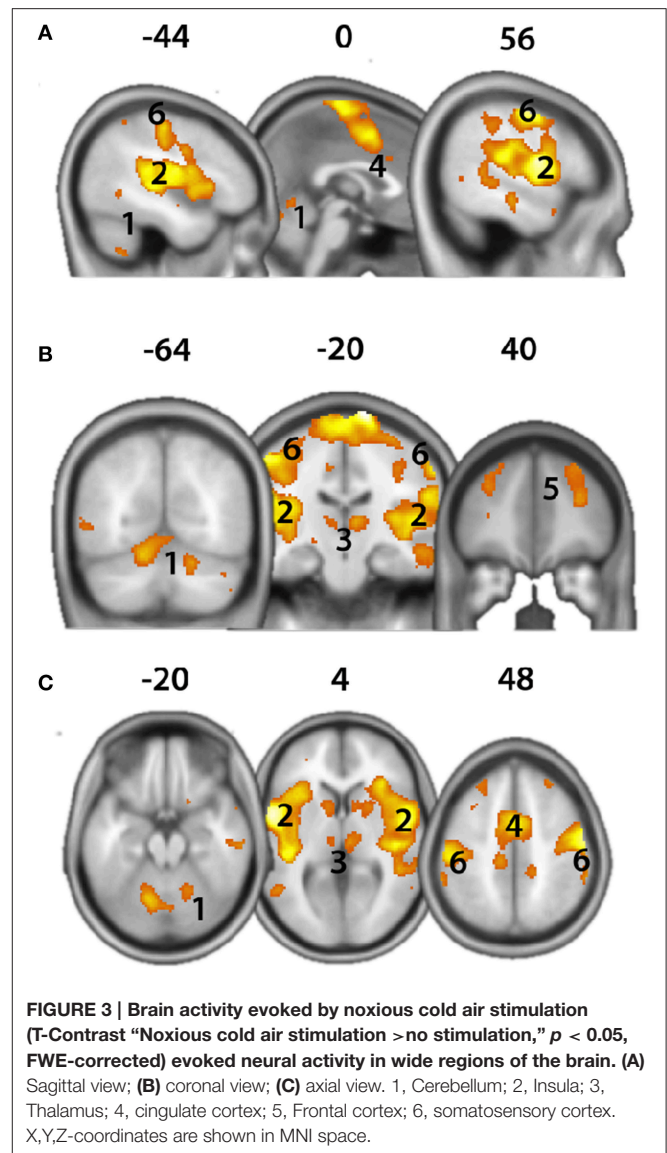 A
-44 0 56
6 6
2 4 2
1 1
B
-64 -20 40
6 6
5
2 2
1 3
C
-20 4 48
2 2 4
3 6 6
1
FIGURE 3 | Brain activity evoked by noxious cold air stimulation
(T-Contrast “Noxious cold air stimulation >no stimulation,” p < 0.05,
FWE-corrected) evoked neural activity in wide regions of the brain. (A)
Sagittal view; (B) coronal view; (C) axial view. 1, Cerebellum; 2, Insula; 3,
Thalamus; 4, cingulate cortex; 5, Frontal cortex; 6, somatosensory cortex.
X,Y,Z-coordinates are shown in MNI space.